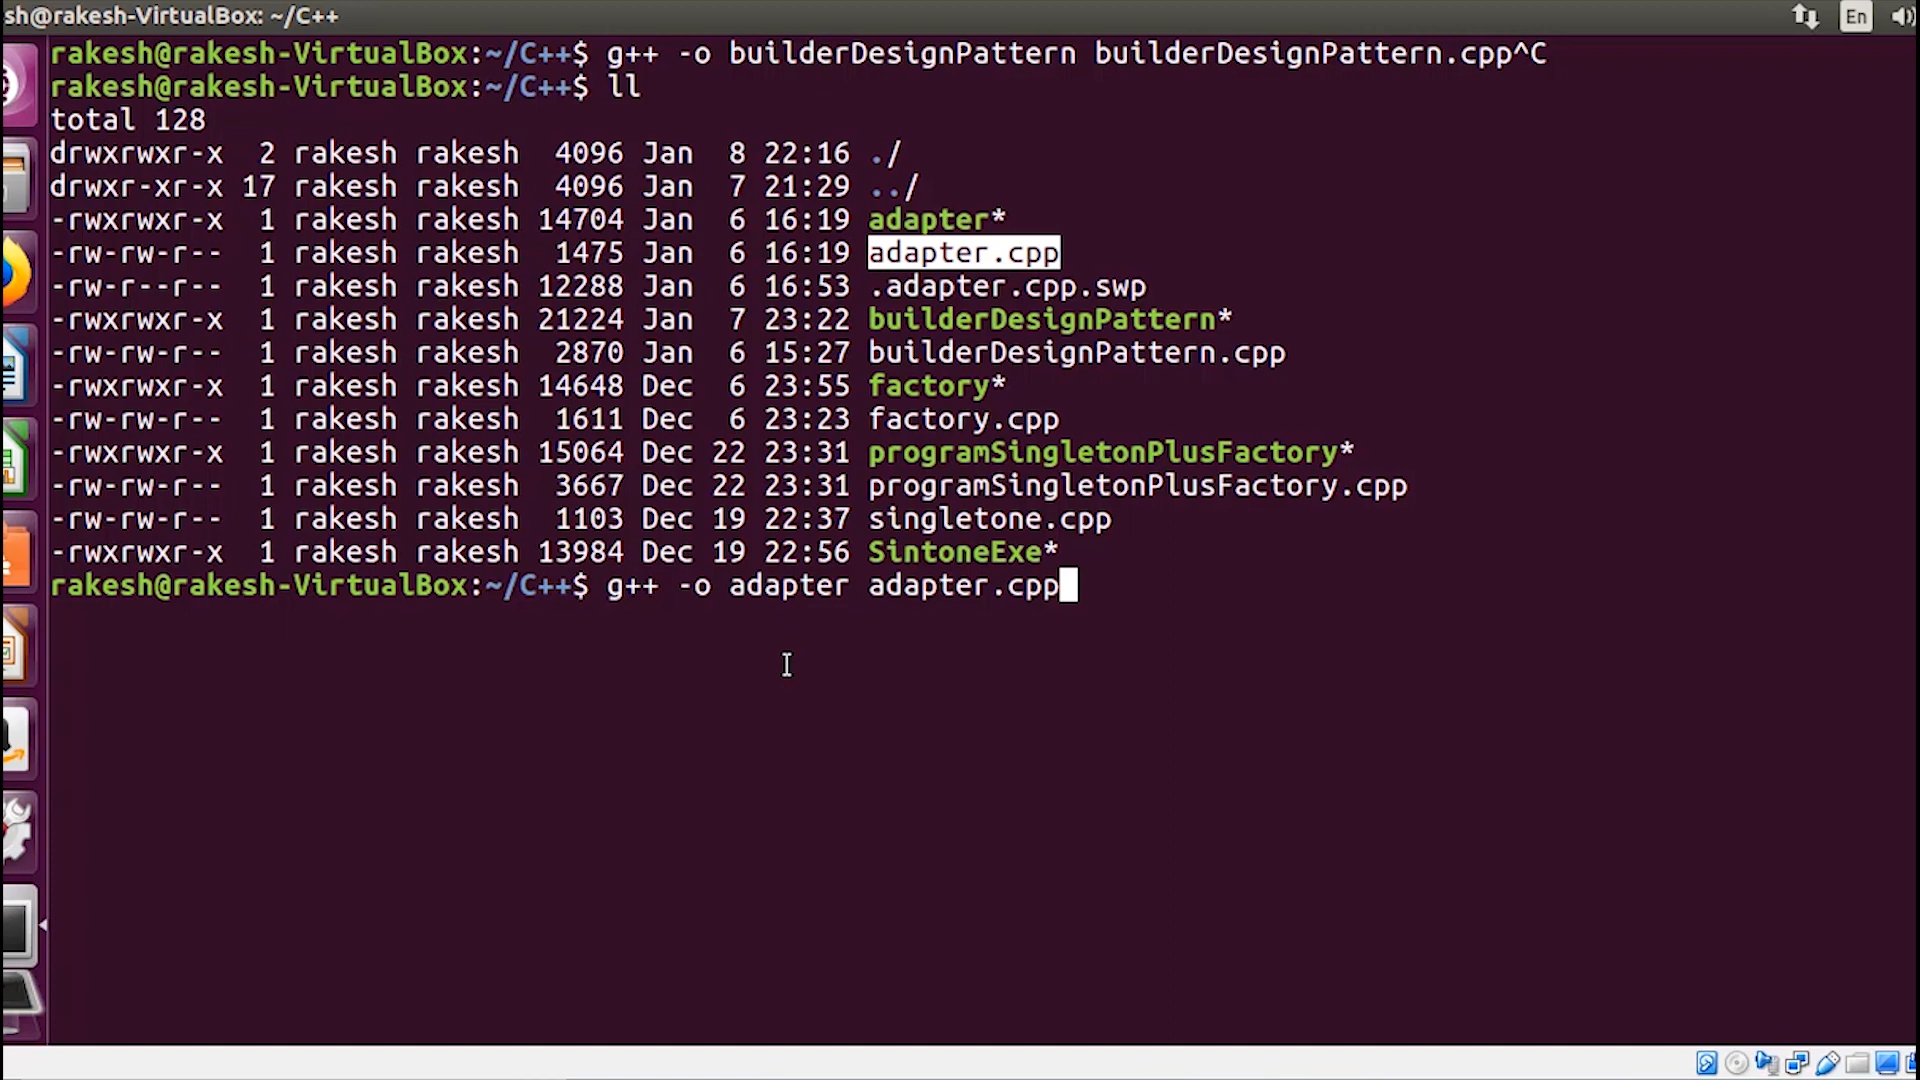 sh@rakesh-VirtualBox: ~/C++
En
rakesh@rakesh-VirtualBox:~/C++$ g++ -o builderDesignPattern builderDesignPattern.cpp^C
rakesh@rakesh-VirtualBox:~/C++$ ll
total 128
drwxrwxr-x  2 rakesh rakesh  4096 Jan  8 22:16 ./
drwxr-xr-x 17 rakesh rakesh  4096 Jan  7 21:29 ../
-rwxrwxr-x  1 rakesh rakesh 14704 Jan  6 16:19 adapter*
-rw-rw-r--  1 rakesh rakesh  1475 Jan  6 16:19 adapter.cpp
-rw-r--r--  1 rakesh rakesh 12288 Jan  6 16:53 .adapter.cpp.swp
-rwxrwxr-x  1 rakesh rakesh 21224 Jan  7 23:22 builderDesignPattern*
-rw-rw-r--  1 rakesh rakesh  2870 Jan  6 15:27 builderDesignPattern.cpp
-rwxrwxr-x  1 rakesh rakesh 14648 Dec  6 23:55 factory*
-rw-rw-r--  1 rakesh rakesh  1611 Dec  6 23:23 factory.cpp
-rwxrwxr-x  1 rakesh rakesh 15064 Dec 22 23:31 programSingletonPlusFactory*
-rw-rw-r--  1 rakesh rakesh  3667 Dec 22 23:31 programSingletonPlusFactory.cpp
-rw-rw-r--  1 rakesh rakesh  1103 Dec 19 22:37 singletone.cpp
-rwxrwxr-x  1 rakesh rakesh 13984 Dec 19 22:56 SintoneExe*
rakesh@rakesh-VirtualBox:~/C++$ g++ -o adapter adapter.cpp